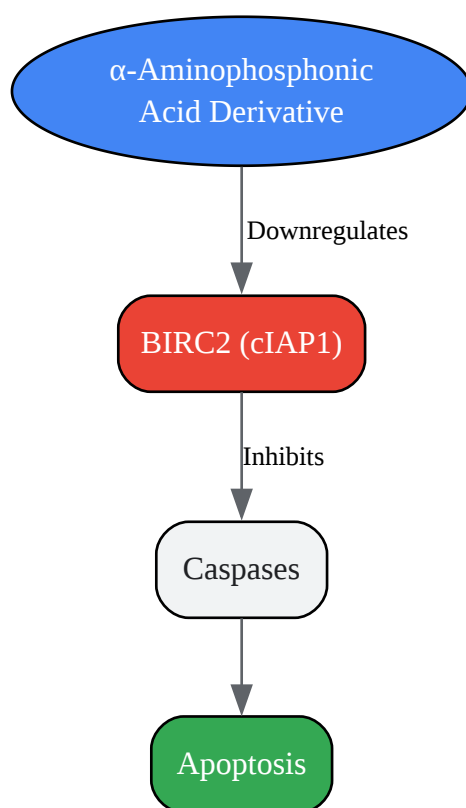 α-Aminophosphonic
Acid Derivative
Downregulates
BIRC2 (cIAP1)
Inhibits
Caspases
Apoptosis